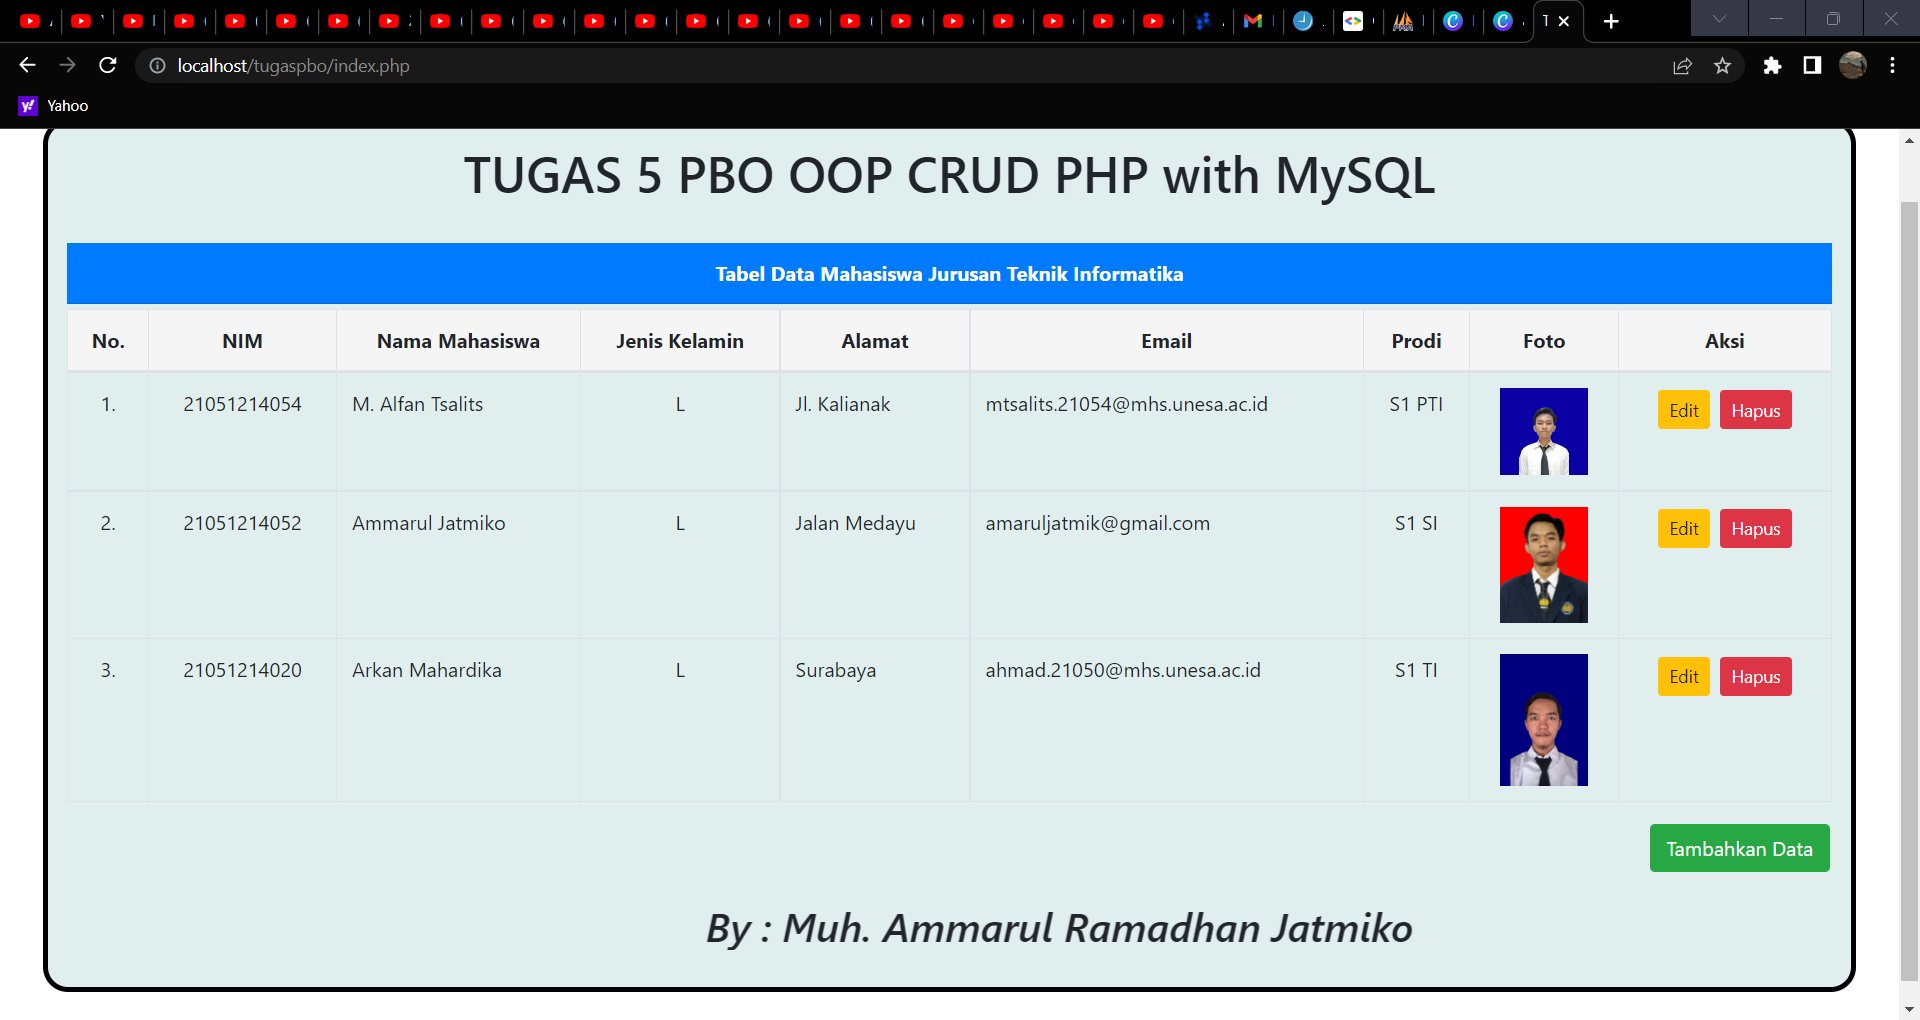 localhost/tugaspbo/index.php
Yahoo
TUGAS 5 PBO OOP CRUD PHP with MySQL
Tabel Data Mahasiswa Jurusan Teknik Informatika
No. NIM Nama Mahasiswa Jenis Kelamin Alamat Email Prodi Foto Aksi
1. 21051214054 M. Alfan Tsalits L Jl. Kalianak mtsalits.21054@mhs.unesa.ac.id S1 PTI Edit Hapus
2. 21051214052 Ammarul Jatmiko L Jalan Medayu amaruljatmik@gmail.com S1 SI Edit Hapus
3. 21051214020 Arkan Mahardika L Surabaya ahmad.21050@mhs.unesa.ac.id S1 TI Edit Hapus
Tambahkan Data
By : Muh. Ammarul Ramadhan Jatmiko